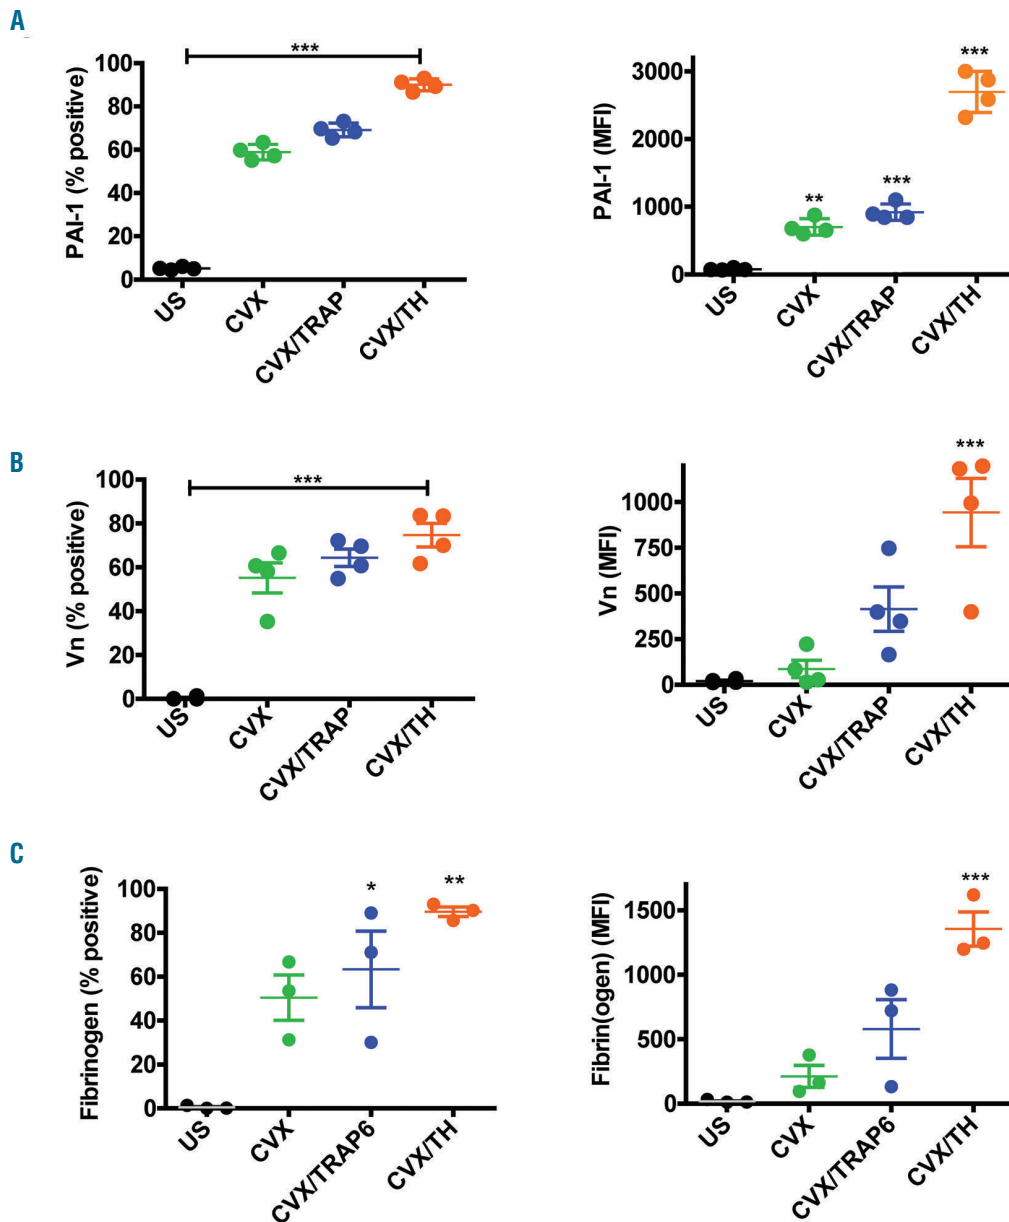 A
PAI-1 (% positive)
100
80
60
40
20
0
***
US
CVX
CVX/TRAP
CVX/TH
PAI-1 (MFI)
3000
2000
1000
0
**
***
***
US
CVX
CVX/TRAP
CVX/TH
B
Vn (% positive)
100
80
60
40
20
0
***
US
CVX
CVX/TRAP
CVX/TH
Vn (MFI)
1000
750
500
250
0
***
US
CVX
CVX/TRAP
CVX/TH
C
Fibrinogen (% positive)
100
80
60
40
20
0
*
**
US
CVX
CVX/TRAP6
CVX/TH
Fibrin(ogen) (MFI)
1500
1000
500
0
***
US
CVX
CVX/TRAP6
CVX/TH